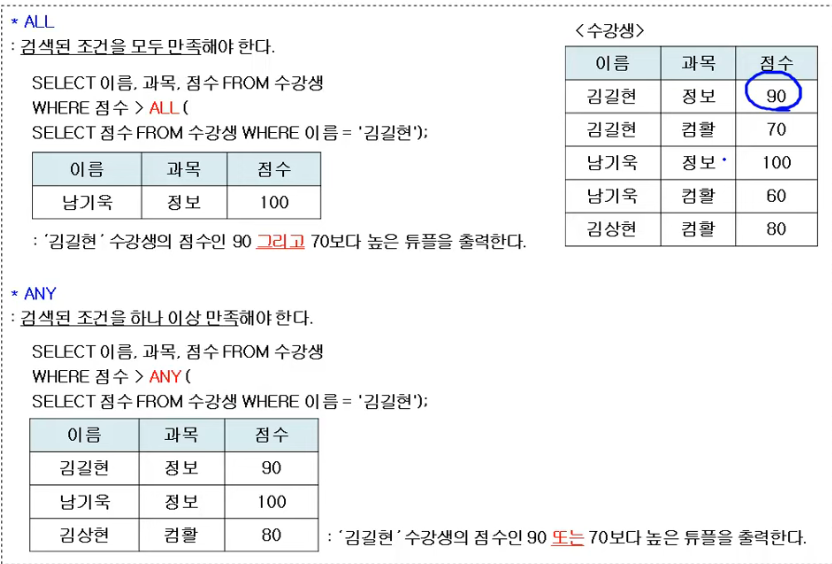 * ALL
: 검색된 조건을 모두 만족해야 한다.
SELECT 이름, 과목, 점수 FROM 수강생
WHERE 점수 > ALL (
SELECT 점수 FROM 수강생 WHERE 이름 = '김길현');
이름 과목 점수
남기욱 정보 100
: ‘김길현’ 수강생의 점수인 90 그리고 70보다 높은 튜플을 출력한다.
<수강생>
이름 과목 점수
김길현 정보 90
김길현 컴활 70
남기욱 정보 100
남기욱 컴활 60
김상현 컴활 80
* ANY
: 검색된 조건을 하나 이상 만족해야 한다.
SELECT 이름, 과목, 점수 FROM 수강생
WHERE 점수 > ANY (
SELECT 점수 FROM 수강생 WHERE 이름 = '김길현');
이름 과목 점수
김길현 정보 90
남기욱 정보 100
김상현 컴활 80
: ‘김길현’ 수강생의 점수인 90 또는 70보다 높은 튜플을 출력한다.